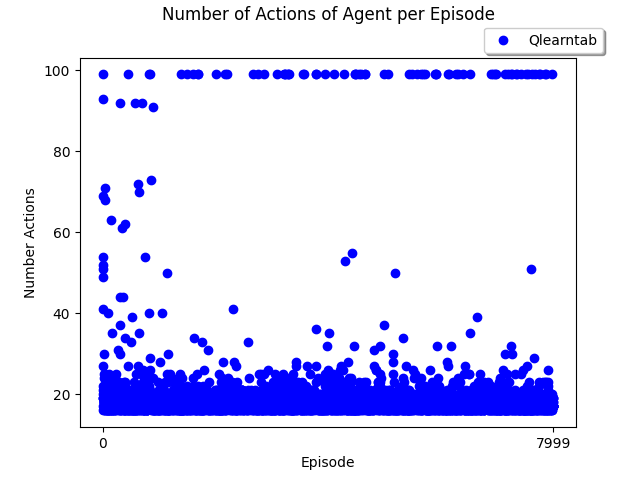 Number of Actions of Agent per Episode
Qlearntab
100
80
60
40
20
Number Actions
0
7999
Episode